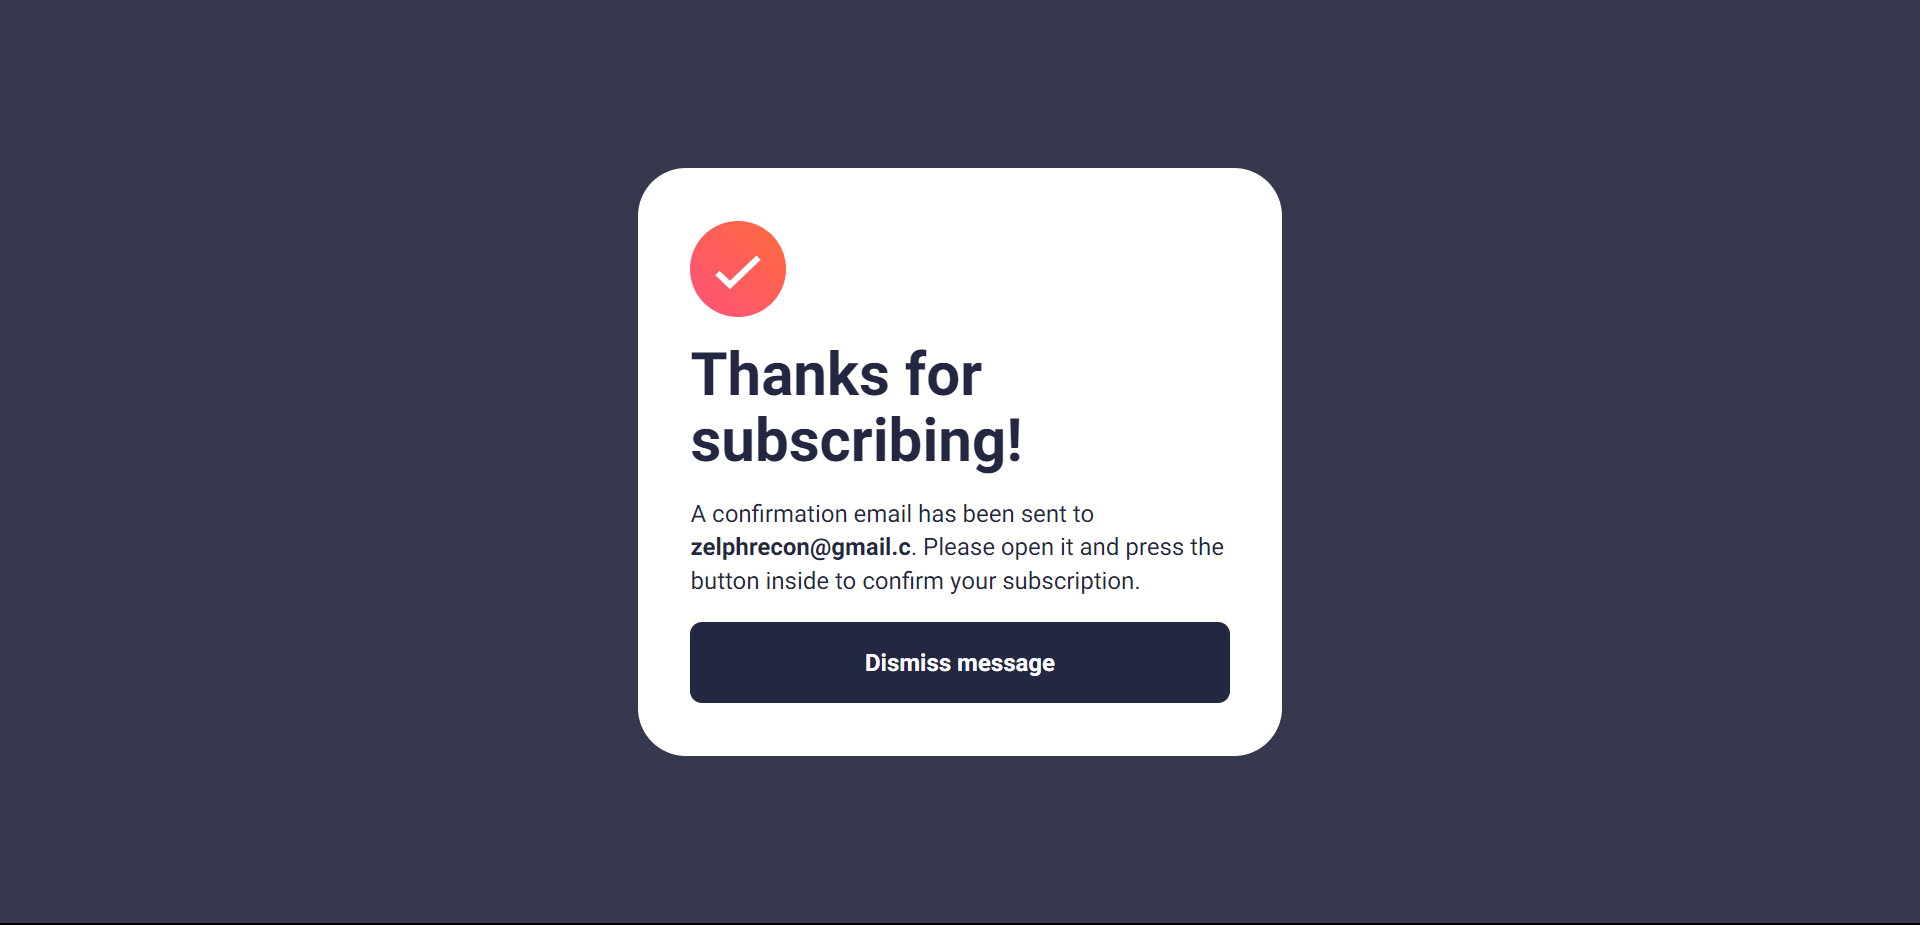 Thanks for
subscribing!
A confirmation email has been sent to
zelphrecon@gmail.c. Please open it and press the
button inside to confirm your subscription.
Dismiss message